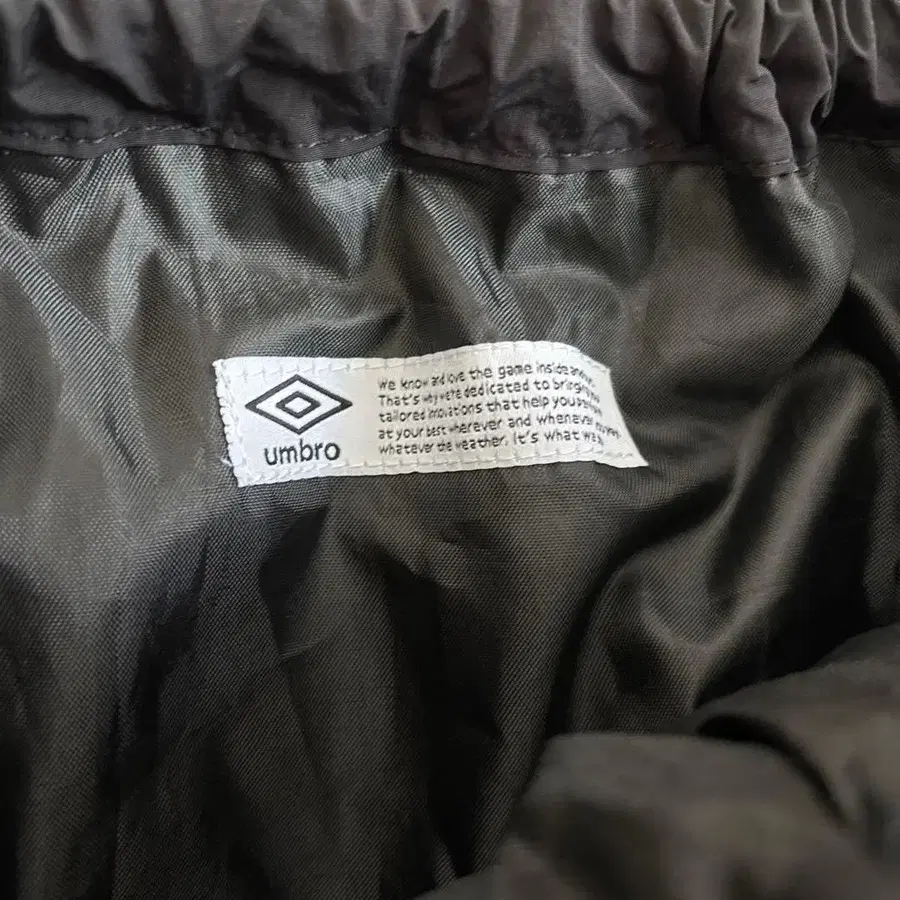 umbro
We know and love the game inside and
That's why we're dedicated to bringing
tailored innovations that help you
at your best wherever and whenever
whatever the weather. It's what we